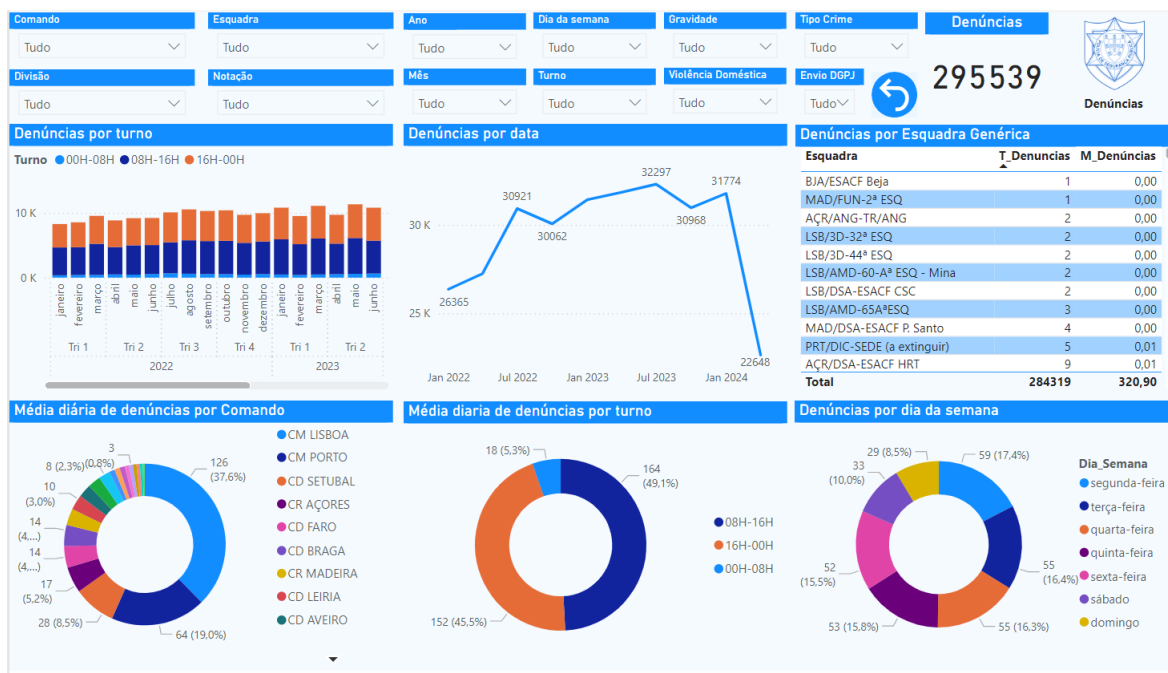 Comando
Esquadra
Ano
Dia da semana
Gravidade
Tipo Crime
Denúncias
Tudo
Tudo
Tudo
Tudo
Tudo
Tudo
Divisão
Notação
Mês
Turno
Violência Doméstica
Envio DGPJ
295539
Tudo
Tudo
Tudo
Tudo
Tudo
Tudo
Denúncias
Denúncias por turno
Turno 00H-08H 08H-16H 16H-00H
10 K
0 K
janeiro
fevereiro
março
abril
maio
junho
julho
agosto
setembro
outubro
novembro
dezembro
janeiro
fevereiro
março
abril
maio
junho
Tri 1
Tri 2
Tri 3
Tri 4
Tri 1
Tri 2
2022
2023
Denúncias por data
30 K
25 K
26365
30921
30062
32297
30968
31774
22648
Jan 2022
Jul 2022
Jan 2023
Jul 2023
Jan 2024
Denúncias por Esquadra Genérica
Esquadra T_Denuncias M_Denúncias
BJA/ESACF Beja 1 0,00
MAD/FUN-2ª ESQ 1 0,00
AÇR/ANG-TR/ANG 2 0,00
LSB/3D-32ª ESQ 2 0,00
LSB/3D-44ª ESQ 2 0,00
LSB/AMD-60-Aª ESQ - Mina 2 0,00
LSB/DSA-ESACF CSC 2 0,00
LSB/AMD-65AªESQ 3 0,00
MAD/DSA-ESACF P. Santo 4 0,00
PRT/DIC-SEDE (a extinguir) 5 0,01
AÇR/DSA-ESACF HRT 9 0,01
Total 284319 320,90
Média diária de denúncias por Comando
126
(37,6%)
64 (19,0%)
28 (8,5%)
17
(5,2%)
14
(4,...)
14
(4,...)
10
(3,0%)
8 (2,3%)
3
(0,8%)
CM LISBOA
CM PORTO
CD SETUBAL
CR AÇORES
CD FARO
CD BRAGA
CR MADEIRA
CD LEIRIA
CD AVEIRO
Média diaria de denúncias por turno
18 (5,3%)
164
(49,1%)
152 (45,5%)
08H-16H
16H-00H
00H-08H
Denúncias por dia da semana
29 (8,5%)
59 (17,4%)
33
(10,0%)
52
(15,5%)
53 (15,8%)
55 (16,3%)
55
(16,4%)
Dia_Semana
segunda-feira
terça-feira
quarta-feira
quinta-feira
sexta-feira
sábado
domingo